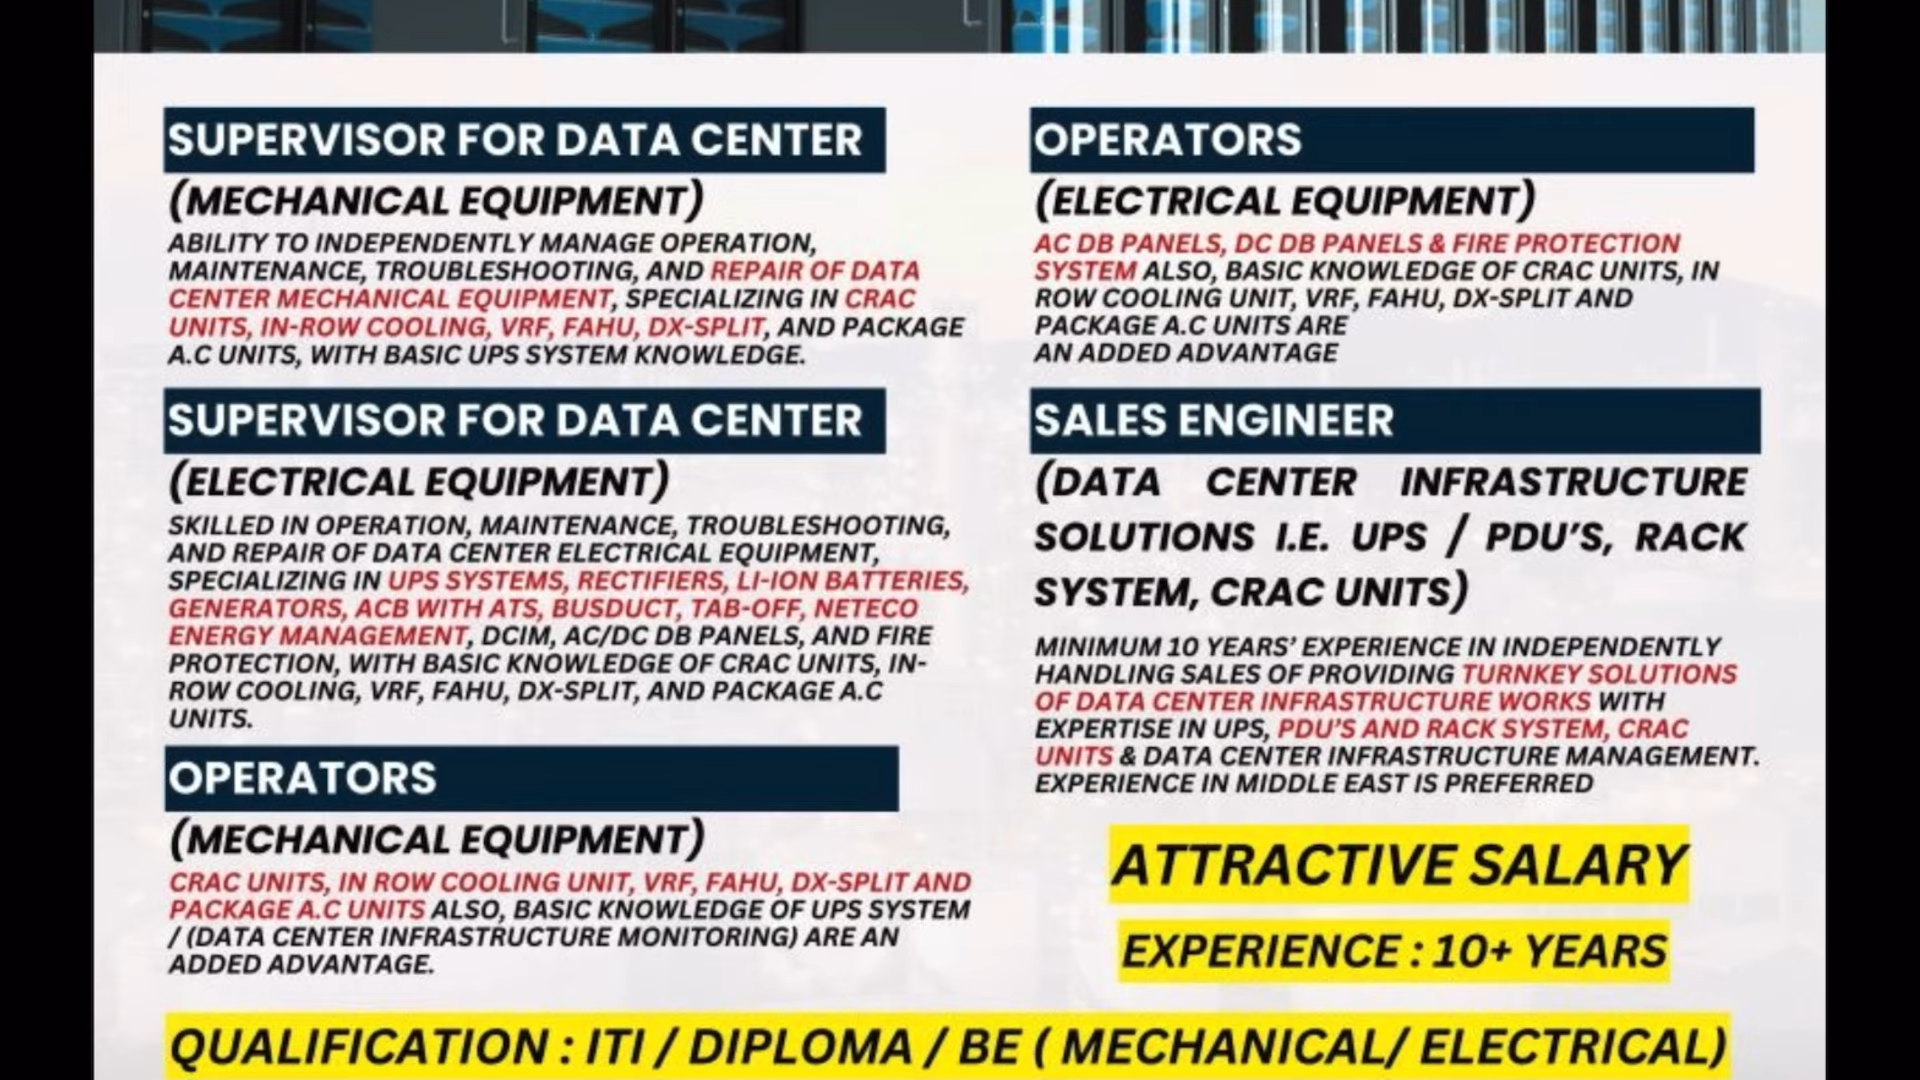 SUPERVISOR FOR DATA CENTER
(MECHANICAL EQUIPMENT)
ABILITY TO INDEPENDENTLY MANAGE OPERATION,
MAINTENANCE, TROUBLESHOOTING, AND REPAIR OF DATA
CENTER MECHANICAL EQUIPMENT, SPECIALIZING IN CRAC
UNITS, IN-ROW COOLING, VRF, FAHU, DX-SPLIT, AND PACKAGE
A.C UNITS, WITH BASIC UPS SYSTEM KNOWLEDGE.
SUPERVISOR FOR DATA CENTER
(ELECTRICAL EQUIPMENT)
SKILLED IN OPERATION, MAINTENANCE, TROUBLESHOOTING,
AND REPAIR OF DATA CENTER ELECTRICAL EQUIPMENT,
SPECIALIZING IN UPS SYSTEMS, RECTIFIERS, LI-ION BATTERIES,
GENERATORS, ACB WITH ATS, BUSDUCT, TAB-OFF, NETECO
ENERGY MANAGEMENT, DCIM, AC/DC DB PANELS, AND FIRE
PROTECTION, WITH BASIC KNOWLEDGE OF CRAC UNITS, IN-
ROW COOLING, VRF, FAHU, DX-SPLIT, AND PACKAGE A.C
UNITS.
OPERATORS
(MECHANICAL EQUIPMENT)
CRAC UNITS, IN ROW COOLING UNIT, VRF, FAHU, DX-SPLIT AND
PACKAGE A.C UNITS ALSO, BASIC KNOWLEDGE OF UPS SYSTEM
/ (DATA CENTER INFRASTRUCTURE MONITORING) ARE AN
ADDED ADVANTAGE.
OPERATORS
(ELECTRICAL EQUIPMENT)
AC DB PANELS, DC DB PANELS & FIRE PROTECTION
SYSTEM ALSO, BASIC KNOWLEDGE OF CRAC UNITS, IN
ROW COOLING UNIT, VRF, FAHU, DX-SPLIT AND
PACKAGE A.C UNITS ARE
AN ADDED ADVANTAGE
SALES ENGINEER
(DATA CENTER INFRASTRUCTURE
SOLUTIONS I.E. UPS / PDU'S, RACK
SYSTEM, CRAC UNITS)
MINIMUM 10 YEARS' EXPERIENCE IN INDEPENDENTLY
HANDLING SALES OF PROVIDING TURNKEY SOLUTIONS
OF DATA CENTER INFRASTRUCTURE WORKS WITH
EXPERTISE IN UPS, PDU'S AND RACK SYSTEM, CRAC
UNITS & DATA CENTER INFRASTRUCTURE MANAGEMENT.
EXPERIENCE IN MIDDLE EAST IS PREFERRED
ATTRACTIVE SALARY
EXPERIENCE : 10+ YEARS
QUALIFICATION : ITI / DIPLOMA / BE ( MECHANICAL/ ELECTRICAL)